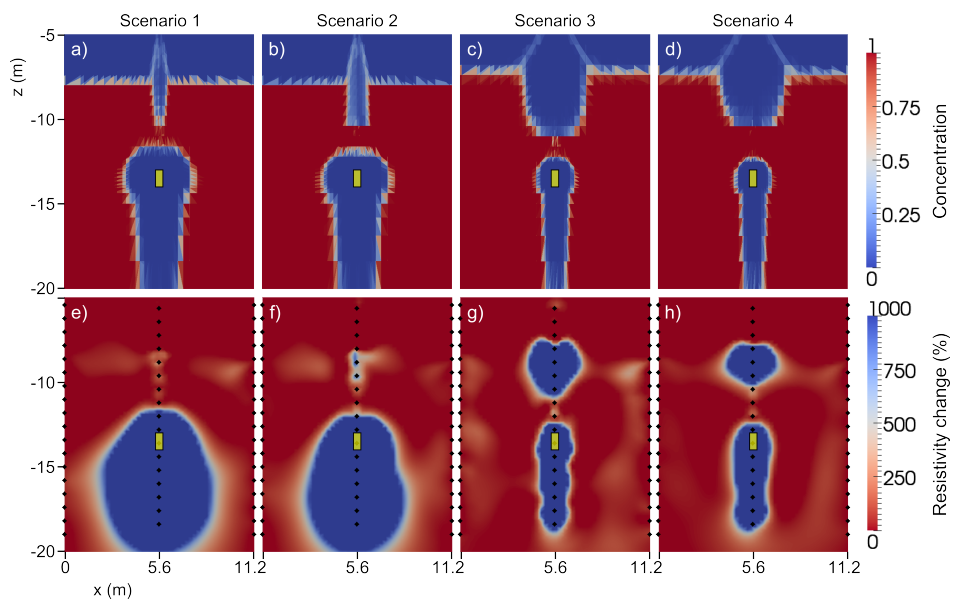 Scenario 1 Scenario 2 Scenario 3 Scenario 4
a) b) c) d)
z (m)
-5
-10
-15
-20
1
0.75
0.5
0.25
0
Concentration
e) f) g) h)
-10
-15
-20
1000
750
500
250
0
Resistivity change (%)
0 5.6 11.2 5.6 11.2 5.6 11.2 5.6 11.2
x (m)